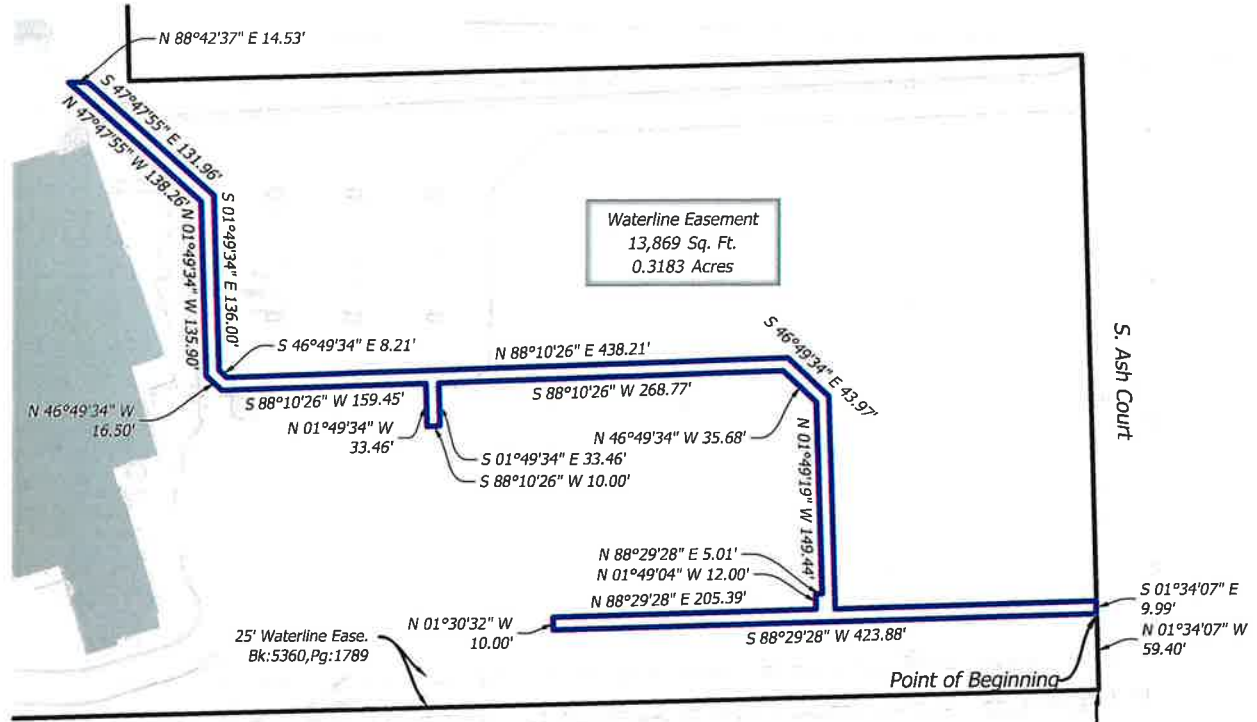 N 88°42'37" E 14.53'
S 47°47'55" E 131.96'
N 47°47'55" W 138.26'
N 01°49'34" W 135.90'
S 01°49'34" E 136.00'
Waterline Easement
13,869 Sq. Ft.
0.3183 Acres
S. Ash Court
S 46°49'34" E 8.21'
N 88°10'26" E 438.21'
S 46°49'34" E 43.97'
S 88°10'26" W 159.45'
S 88°10'26" W 268.77'
N 46°49'34" W
16.50'
N 01°49'34" W
33.46'
N 46°49'34" W 35.68'
S 01°49'34" E 33.46'
S 88°10'26" W 10.00'
N 01°49'19" W 149.44'
N 88°29'28" E 5.01'
N 01°49'04" W 12.00'
N 88°29'28" E 205.39'
S 01°34'07" E
9.99'
N 01°30'32" W
10.00'
S 88°29'28" W 423.88'
N 01°34'07" W
59.40'
25' Waterline Ease.
Bk:5360,Pg:1789
Point of Beginning